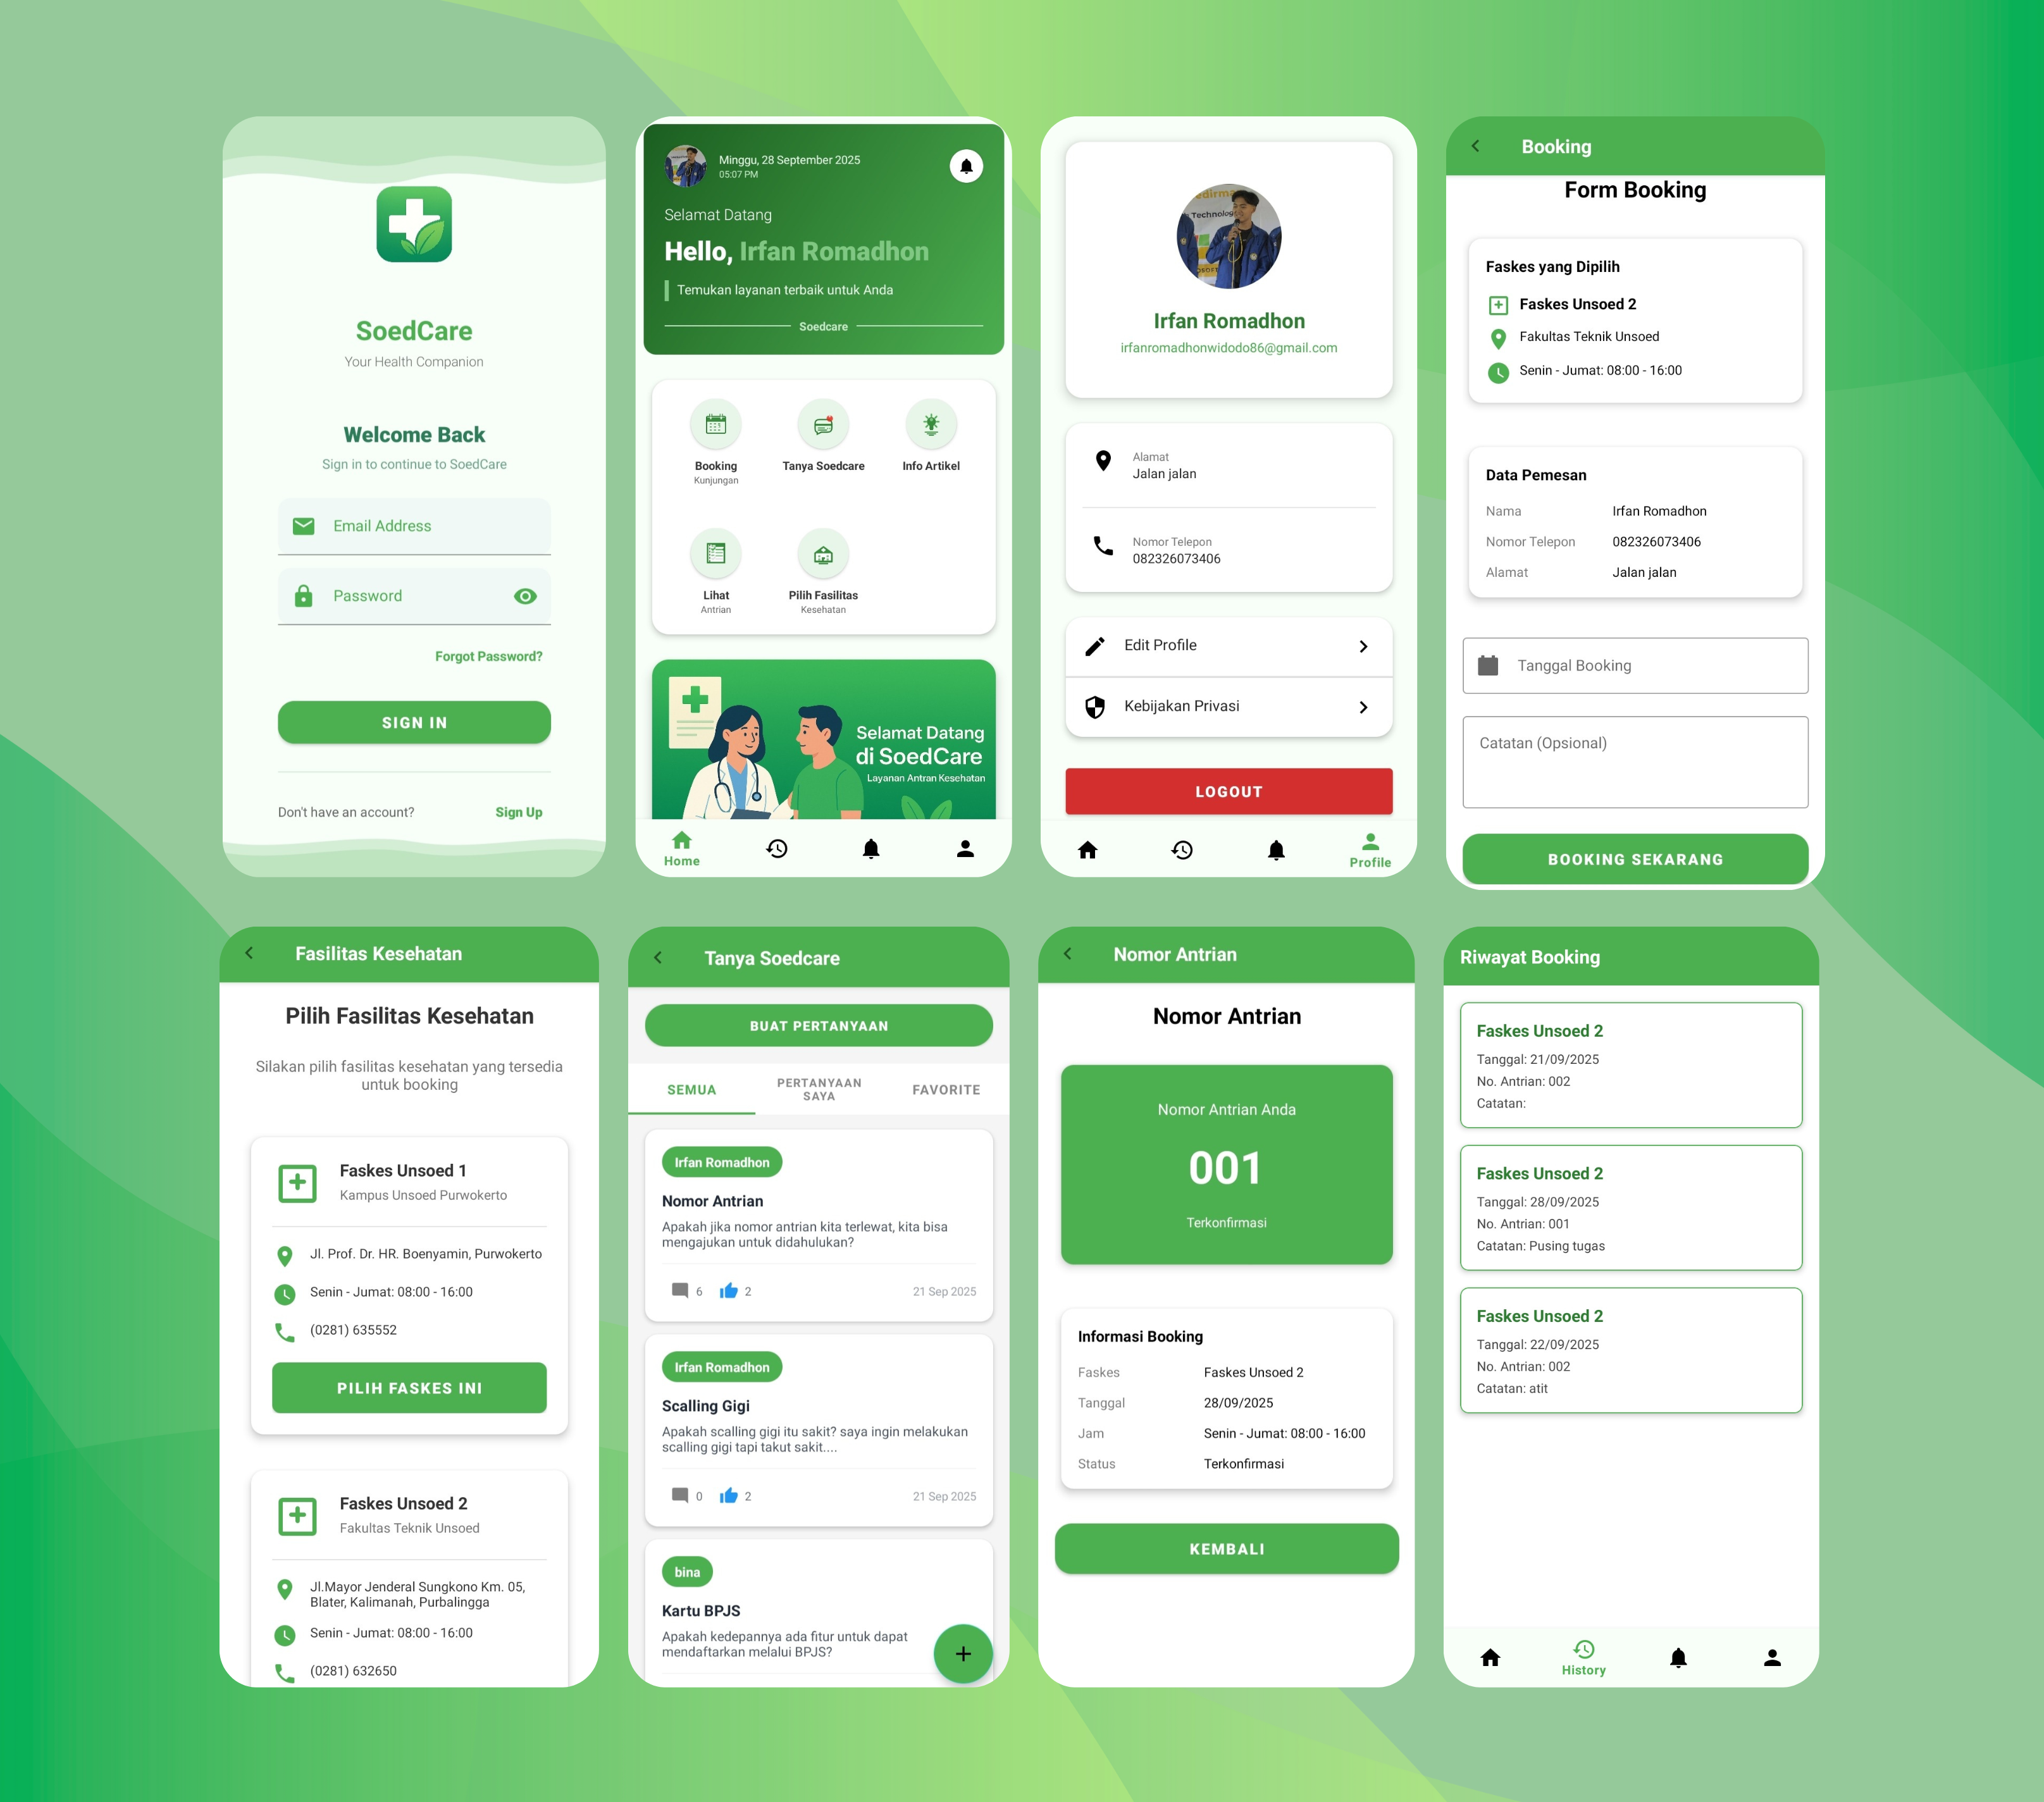 SoedCare
Your Health Companion
Welcome Back
Sign in to continue to SoedCare
Email Address
Password
Forgot Password?
SIGN IN
Don't have an account?
Sign Up
Minggu, 28 September 2025
05:07 PM
Selamat Datang
Hello, Irfan Romadhon
Temukan layanan terbaik untuk Anda
Soedcare
Booking
Kunjungan
Tanya Soedcare
Info Artikel
Lihat
Antrian
Pilih Fasilitas
Kesehatan
Selamat Datang
di SoedCare
Layanan Antran Kesehatan
Home
Technolog
Irfan Romadhon
irfanromadhonwidodo86@gmail.com
Alamat
Jalan jalan
Nomor Telepon
082326073406
Edit Profile
Kebijakan Privasi
LOGOUT
Profile
Booking
Form Booking
Faskes yang Dipilih
Faskes Unsoed 2
Fakultas Teknik Unsoed
Senin - Jumat: 08:00 - 16:00
Data Pemesan
Nama Irfan Romadhon
Nomor Telepon 082326073406
Alamat Jalan jalan
Tanggal Booking
Catatan (Opsional)
BOOKING SEKARANG
Fasilitas Kesehatan
Pilih Fasilitas Kesehatan
Silakan pilih fasilitas kesehatan yang tersedia
untuk booking
Faskes Unsoed 1
Kampus Unsoed Purwokerto
Jl. Prof. Dr. HR. Boenyamin, Purwokerto
Senin - Jumat: 08:00 - 16:00
(0281) 635552
PILIH FASKES INI
Faskes Unsoed 2
Fakultas Teknik Unsoed
Jl.Mayor Jenderal Sungkono Km. 05,
Blater, Kalimanah, Purbalingga
Senin - Jumat: 08:00 - 16:00
(0281) 632650
Tanya Soedcare
BUAT PERTANYAAN
SEMUA
PERTANYAAN
SAYA
FAVORITE
Irfan Romadhon
Nomor Antrian
Apakah jika nomor antrian kita terlewat, kita bisa
mengajukan untuk didahulukan?
6 2 21 Sep 2025
Irfan Romadhon
Scalling Gigi
Apakah scalling gigi itu sakit? saya ingin melakukan
scalling gigi tapi takut sakit....
0 2 21 Sep 2025
bina
Kartu BPJS
Apakah kedepannya ada fitur untuk dapat
mendaftarkan melalui BPJS?
Nomor Antrian
Nomor Antrian
Nomor Antrian Anda
001
Terkonfirmasi
Informasi Booking
Faskes Faskes Unsoed 2
Tanggal 28/09/2025
Jam Senin - Jumat: 08:00 - 16:00
Status Terkonfirmasi
KEMBALI
Riwayat Booking
Faskes Unsoed 2
Tanggal: 21/09/2025
No. Antrian: 002
Catatan:
Faskes Unsoed 2
Tanggal: 28/09/2025
No. Antrian: 001
Catatan: Pusing tugas
Faskes Unsoed 2
Tanggal: 22/09/2025
No. Antrian: 002
Catatan: atit
History